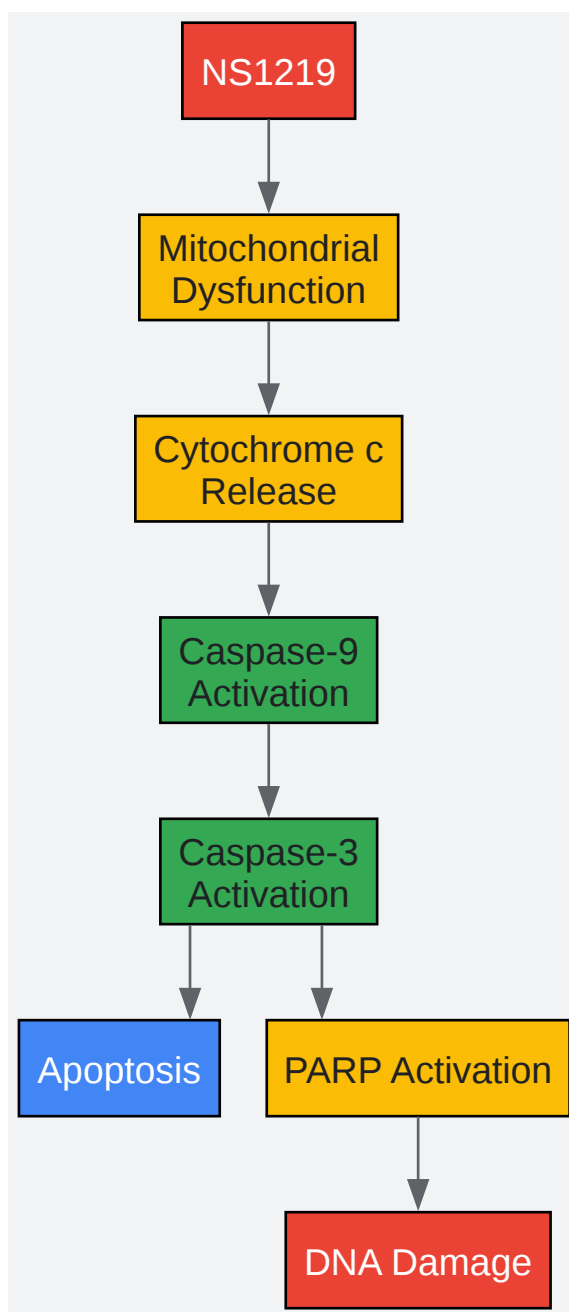 NS1219
Mitochondrial
Dysfunction
Cytochrome c
Release
Caspase-9
Activation
Caspase-3
Activation
Apoptosis
PARP Activation
DNA Damage